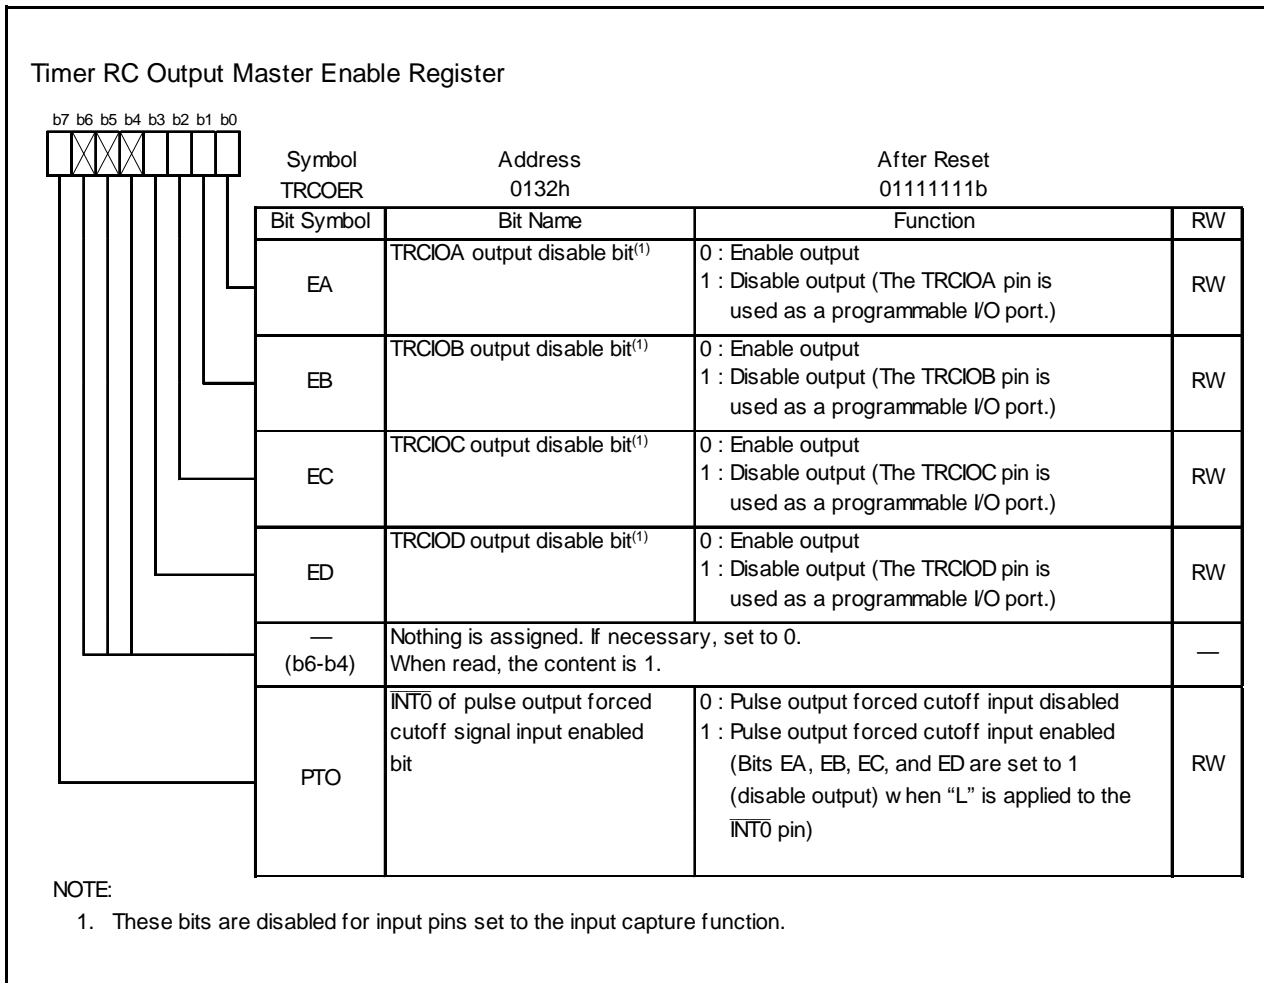 Timer RC Output Master Enable Register
b7 b6 b5 b4 b3 b2 b1 b0
Symbol Address After Reset
TRCOER 0132h 01111111b
Bit Symbol Bit Name Function RW
EA
TRCIOA output disable bit(1)
0 : Enable output
1 : Disable output (The TRCIOA pin is
used as a programmable I/O port.)
RW
EB
TRCIOB output disable bit(1)
0 : Enable output
1 : Disable output (The TRCIOB pin is
used as a programmable I/O port.)
RW
EC
TRCIOC output disable bit(1)
0 : Enable output
1 : Disable output (The TRCIOC pin is
used as a programmable I/O port.)
RW
ED
TRCIOD output disable bit(1)
0 : Enable output
1 : Disable output (The TRCIOD pin is
used as a programmable I/O port.)
RW
—
(b6-b4)
Nothing is assigned. If necessary, set to 0.
When read, the content is 1.
—
PTO
I̅N̅T̅0̅ of pulse output forced
cutoff signal input enabled
bit
0 : Pulse output forced cutoff input disabled
1 : Pulse output forced cutoff input enabled
(Bits EA, EB, EC, and ED are set to 1
(disable output) when “L” is applied to the
I̅N̅T̅0̅ pin)
RW
NOTE:
1. These bits are disabled for input pins set to the input capture function.